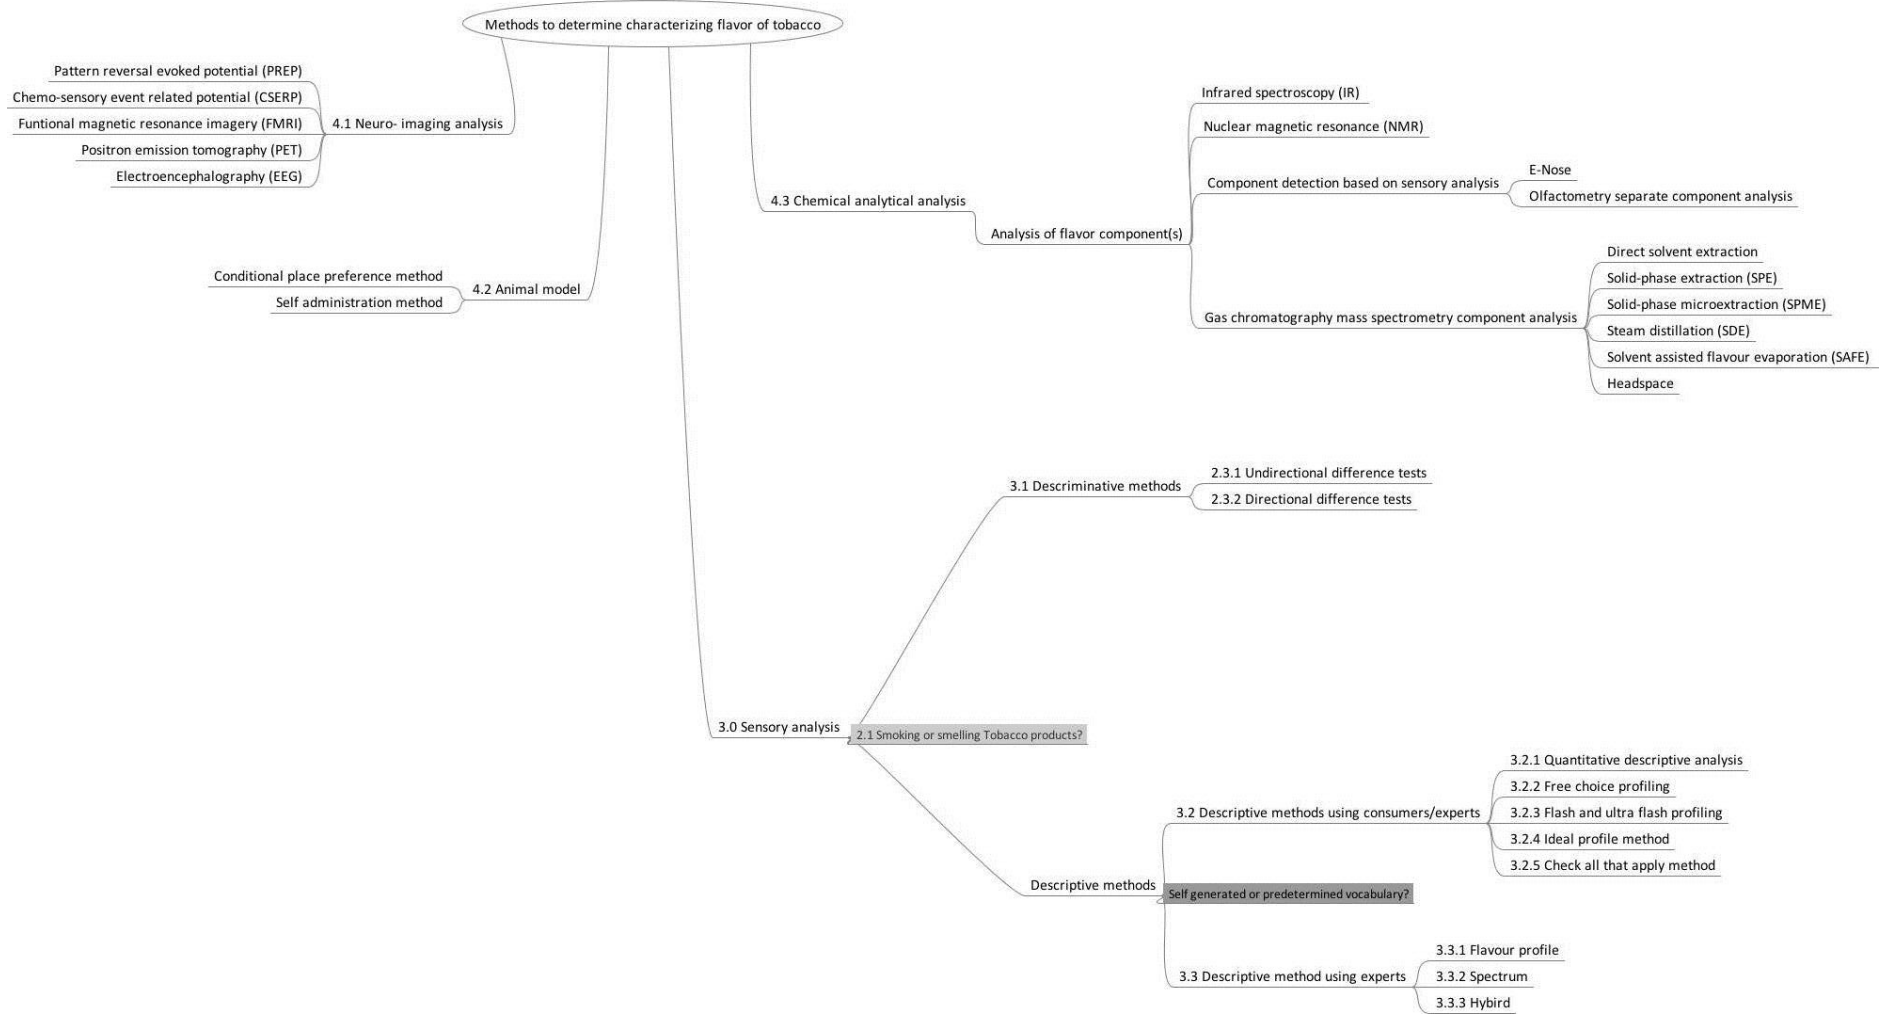 Methods to determine characterizing flavor of tobacco
Pattern reversal evoked potential (PREP)
Chemo-sensory event related potential (CSERP)
Funtional magnetic resonance imagery (FMRI)
Positron emission tomography (PET)
Electroencephalography (EEG)
4.1 Neuro- imaging analysis
Conditional place preference method
Self administration method
4.2 Animal model
4.3 Chemical analytical analysis
Analysis of flavor component(s)
Infrared spectroscopy (IR)
Nuclear magnetic resonance (NMR)
Component detection based on sensory analysis
E-Nose
Olfactometry separate component analysis
Gas chromatography mass spectrometry component analysis
Direct solvent extraction
Solid-phase extraction (SPE)
Solid-phase microextraction (SPME)
Steam distillation (SDE)
Solvent assisted flavour evaporation (SAFE)
Headspace
3.0 Sensory analysis
2.1 Smoking or smelling Tobacco products?
3.1 Descriminative methods
2.3.1 Undirectional difference tests
2.3.2 Directional difference tests
Descriptive methods
Self generated or predetermined vocabulary?
3.2 Descriptive methods using consumers/experts
3.2.1 Quantitative descriptive analysis
3.2.2 Free choice profiling
3.2.3 Flash and ultra flash profiling
3.2.4 Ideal profile method
3.2.5 Check all that apply method
3.3 Descriptive method using experts
3.3.1 Flavour profile
3.3.2 Spectrum
3.3.3 Hybird